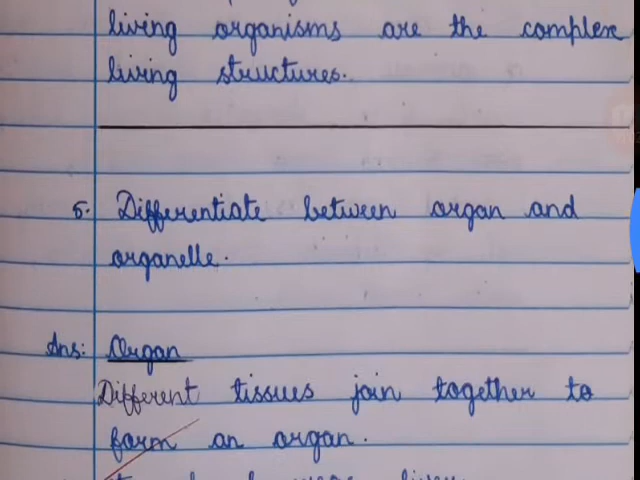 living organisms are the complex
living structures.
5. Differentiate between organ and
organelle.
Ans: Organ
Different tissues join together to
form an organ.